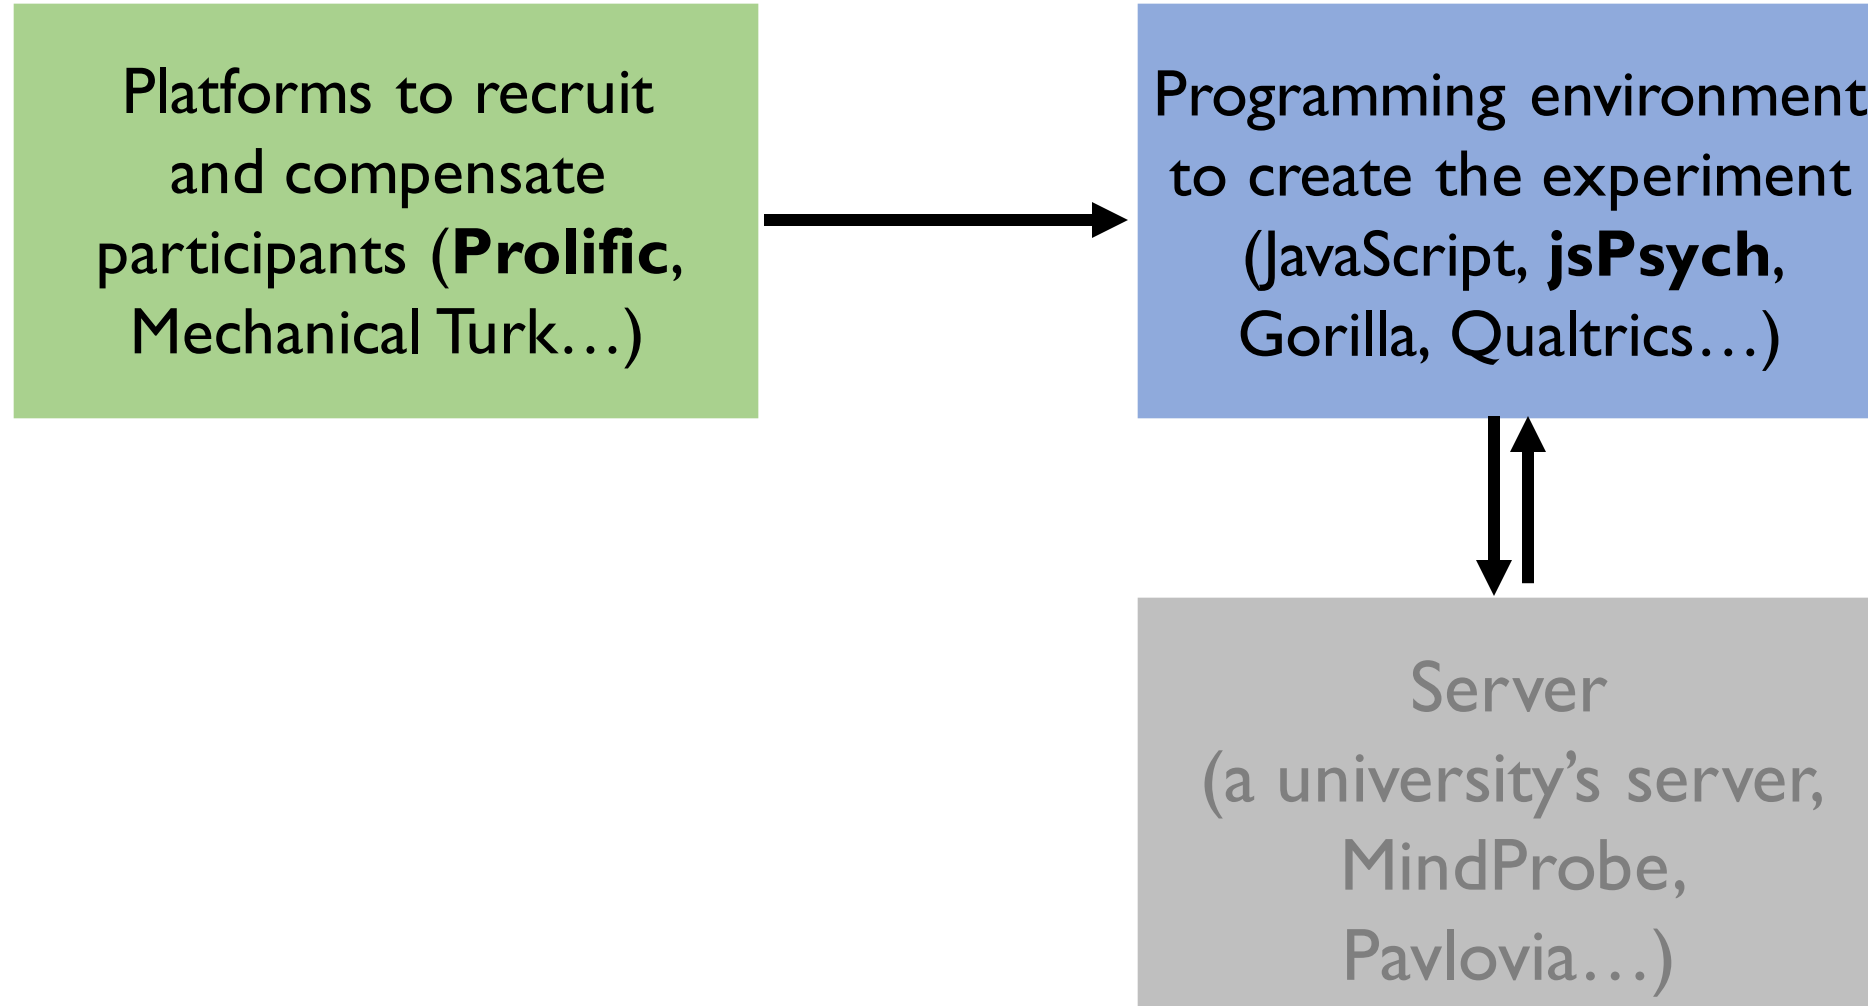 Platforms to recruit
and compensate
participants (Prolific,
Mechanical Turk…)
Programming environment
to create the experiment
(JavaScript, jsPsych,
Gorilla, Qualtrics…)
Server
(a university’s server,
MindProbe,
Pavlovia…)